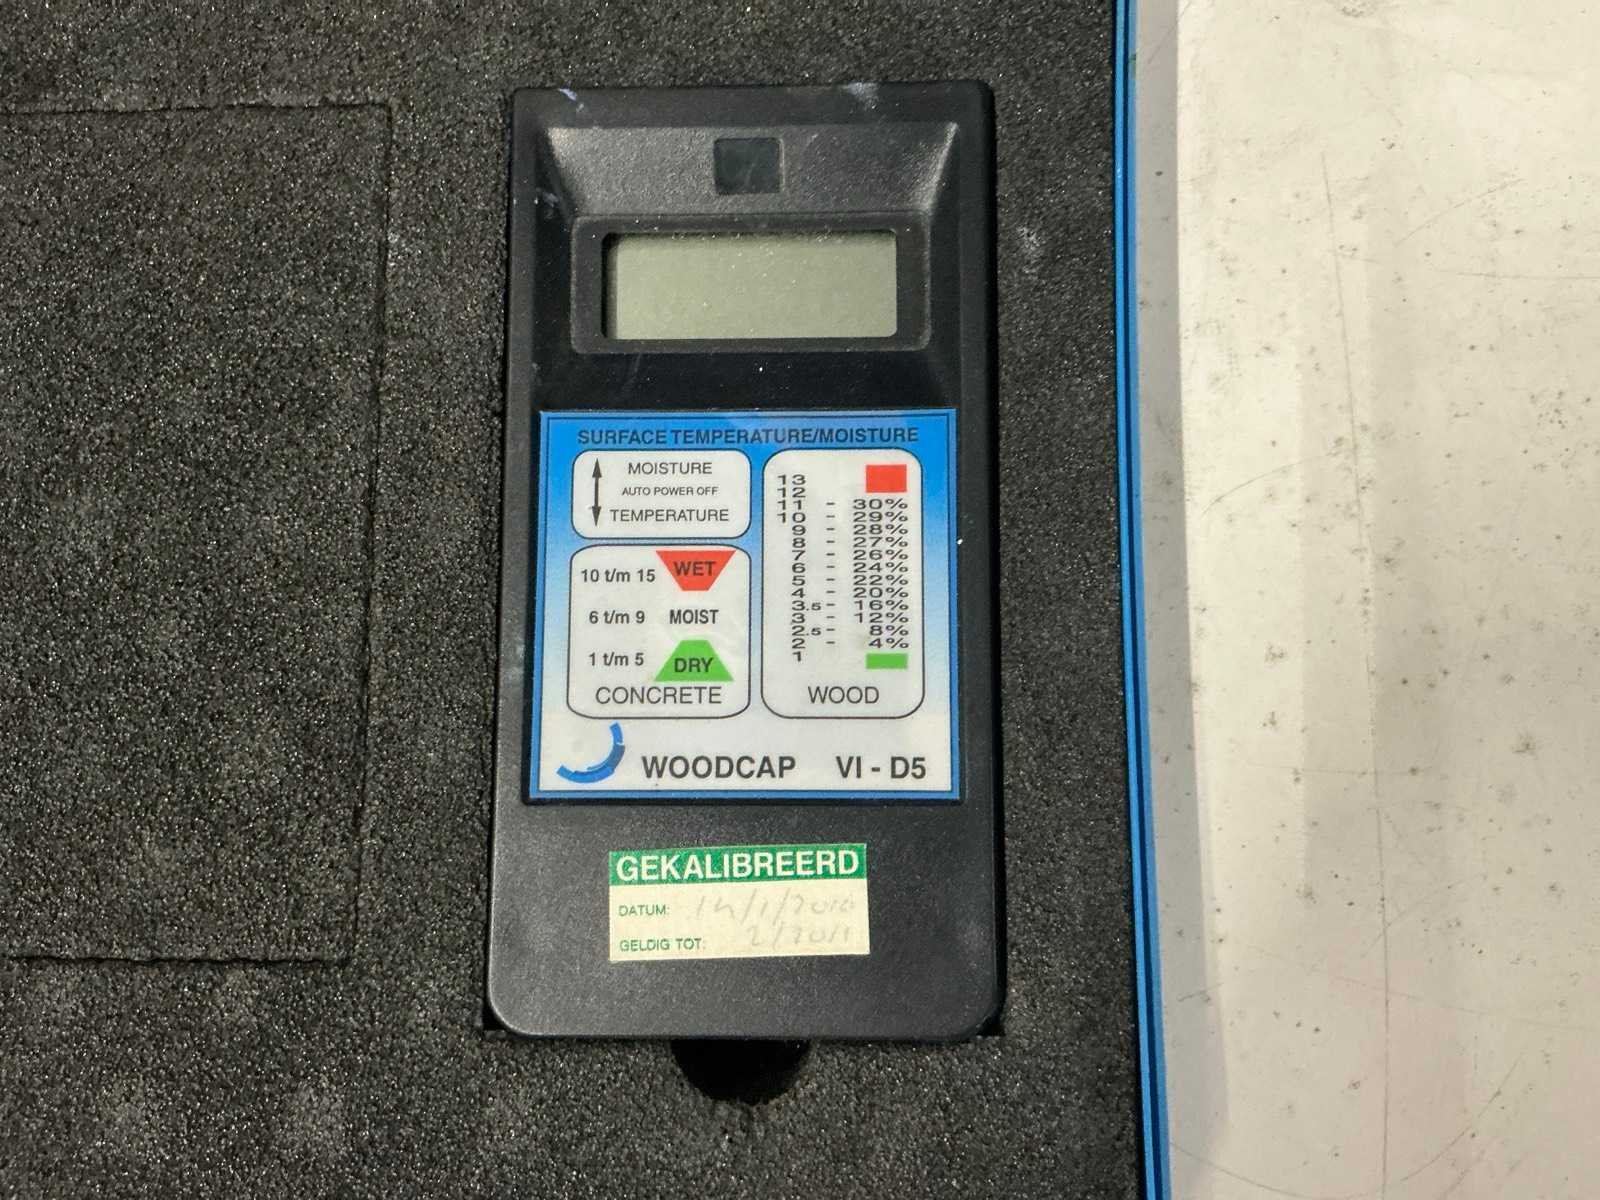 SURFACE TEMPERATURE/MOISTURE
MOISTURE
AUTO POWER OFF
TEMPERATURE
10 t/m 15 WET
6 t/m 9 MOIST
1 t/m 5 DRY
CONCRETE
13
12
11 - 30%
10 - 29%
9 - 28%
8 - 27%
7 - 26%
6 - 24%
5 - 22%
4 - 20%
3.5 - 16%
3 - 12%
2.5 - 8%
2 - 4%
1
WOOD
WOODCAP VI - D5
GEKALIBREERD
DATUM:
GELDIG TOT: 2/2011